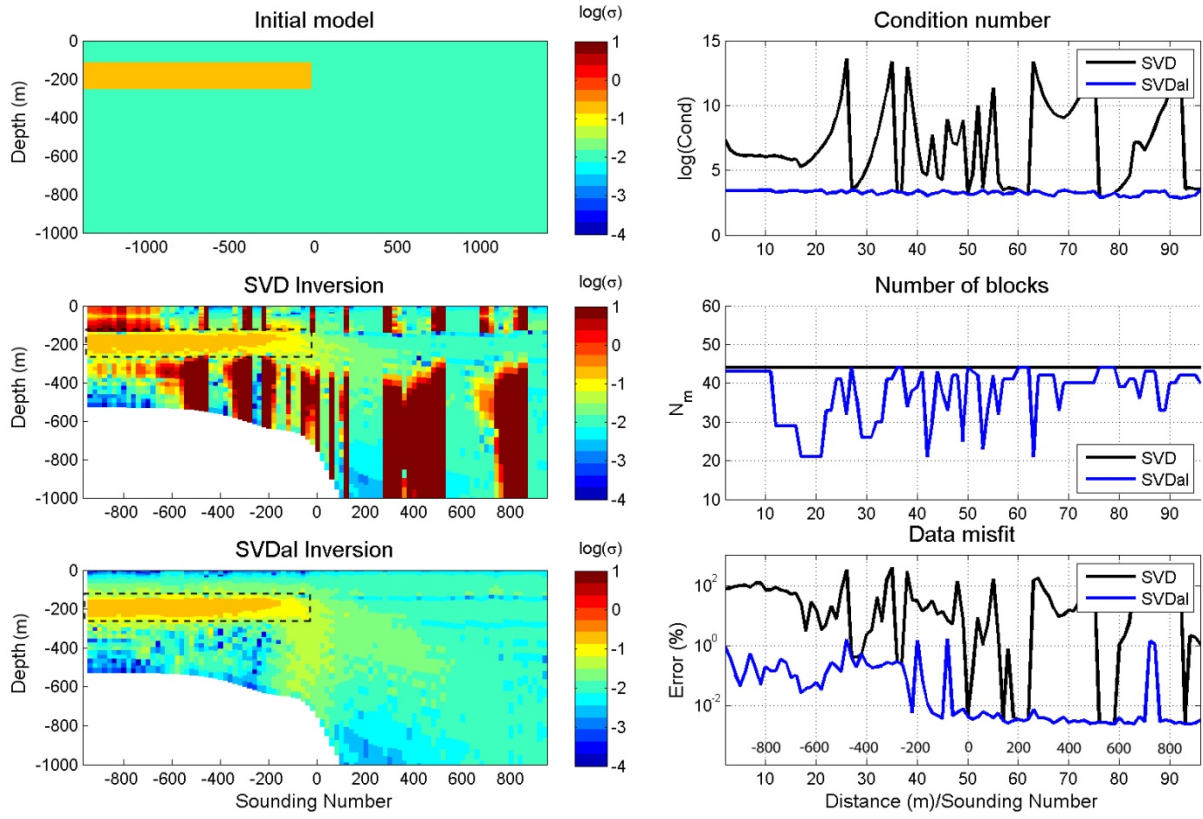 Initial model
log(σ)
Depth (m)
0
-200
-400
-600
-800
-1000
-1000 -500 0 500 1000
1
0
-1
-2
-3
-4
SVD Inversion
log(σ)
Depth (m)
0
-200
-400
-600
-800
-1000
-800 -600 -400 -200 0 200 400 600 800
1
0
-1
-2
-3
-4
SVDal Inversion
log(σ)
Depth (m)
0
-200
-400
-600
-800
-1000
-800 -600 -400 -200 0 200 400 600 800
Sounding Number
1
0
-1
-2
-3
-4
Condition number
log(Cond)
15
10
5
0
SVD
SVDal
10 20 30 40 50 60 70 80 90
Number of blocks
N_m
60
50
40
30
20
10
SVD
SVDal
10 20 30 40 50 60 70 80 90
Data misfit
Error (%)
10^2
10^0
10^-2
SVD
SVDal
-800 -600 -400 -200 0 200 400 600 800
10 20 30 40 50 60 70 80 90
Distance (m)/Sounding Number